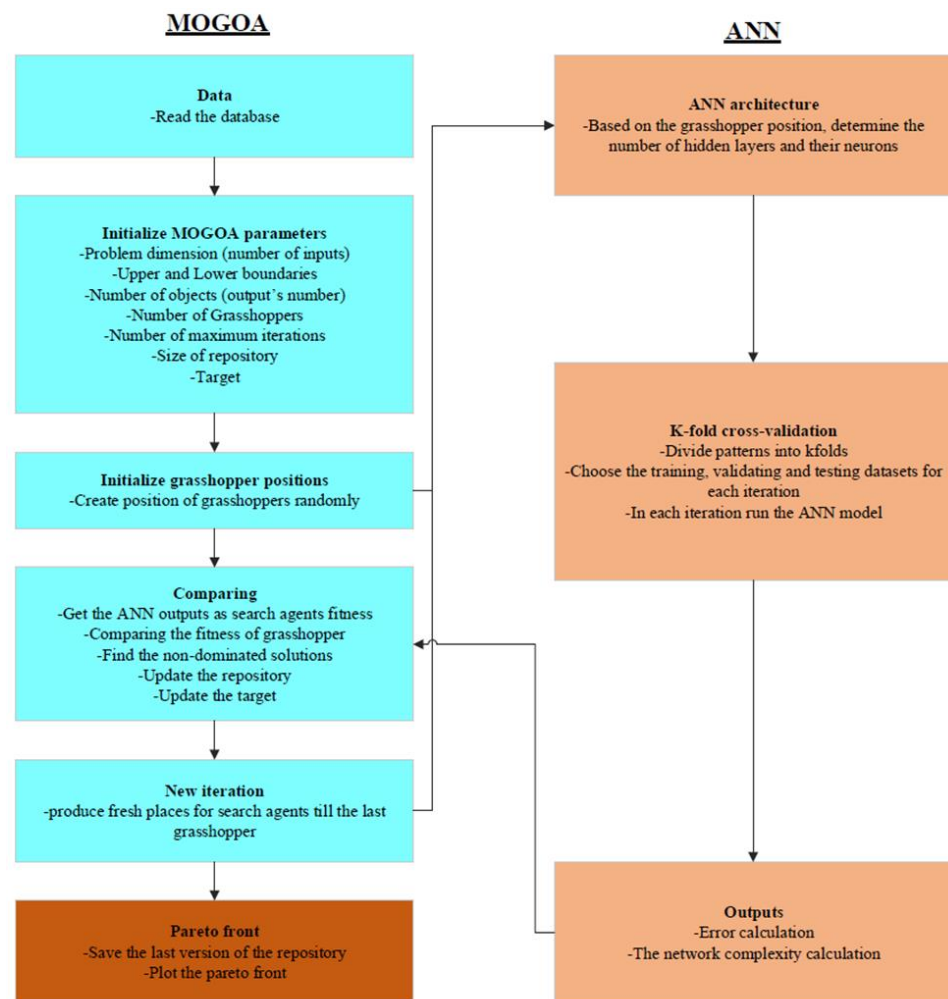 MOGOA
Data
-Read the database
Initialize MOGOA parameters
-Problem dimension (number of inputs)
-Upper and Lower boundaries
-Number of objects (output's number)
-Number of Grasshoppers
-Number of maximum iterations
-Size of repository
-Target
Initialize grasshopper positions
-Create position of grasshoppers randomly
Comparing
-Get the ANN outputs as search agents fitness
-Comparing the fitness of grasshopper
-Find the non-dominated solutions
-Update the repository
-Update the target
New iteration
-produce fresh places for search agents till the last
grasshopper
Pareto front
-Save the last version of the repository
-Plot the pareto front
ANN
ANN architecture
-Based on the grasshopper position, determine the
number of hidden layers and their neurons
K-fold cross-validation
-Divide patterns into kfolds
-Choose the training, validating and testing datasets for
each iteration
-In each iteration run the ANN model
Outputs
-Error calculation
-The network complexity calculation